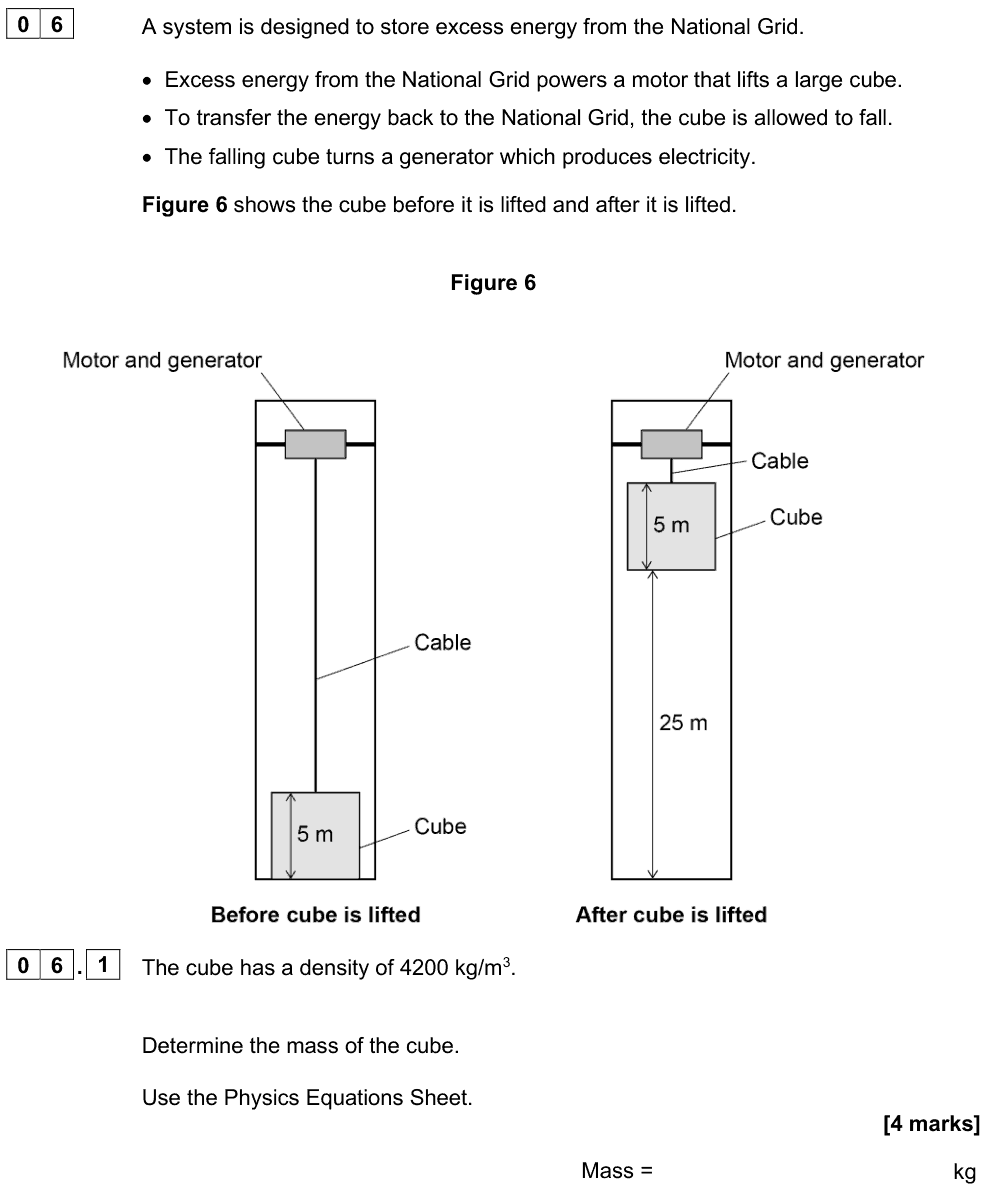 0 6 A system is designed to store excess energy from the National Grid.
• Excess energy from the National Grid powers a motor that lifts a large cube.
• To transfer the energy back to the National Grid, the cube is allowed to fall.
• The falling cube turns a generator which produces electricity.
Figure 6 shows the cube before it is lifted and after it is lifted.
Figure 6
Motor and generator
Cable
5 m
Cube
Before cube is lifted
Motor and generator
Cable
5 m
Cube
25 m
After cube is lifted
0 6 . 1 The cube has a density of 4200 kg/m³.
Determine the mass of the cube.
Use the Physics Equations Sheet.
[4 marks]
Mass = kg